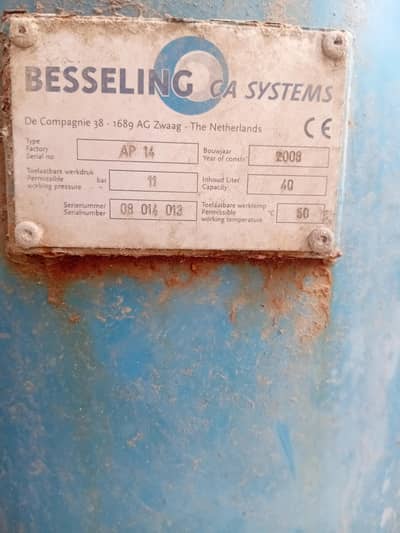 BESSELING CA SYSTEMS
De Compagnie 38 - 1689 AG Zwaag - The Netherlands CE
Type
Factory
Serial no
AP 14
Bouwjaar
Year of constr
2008
Toelaatbare werkdruk
Permissible
working pressure
bar
11
Inhoud Liter
Capacity
40
Serienummer
Serialnumber
08 014 013
Toelaatbare werktemp
Permissible
working temperature
°C
50